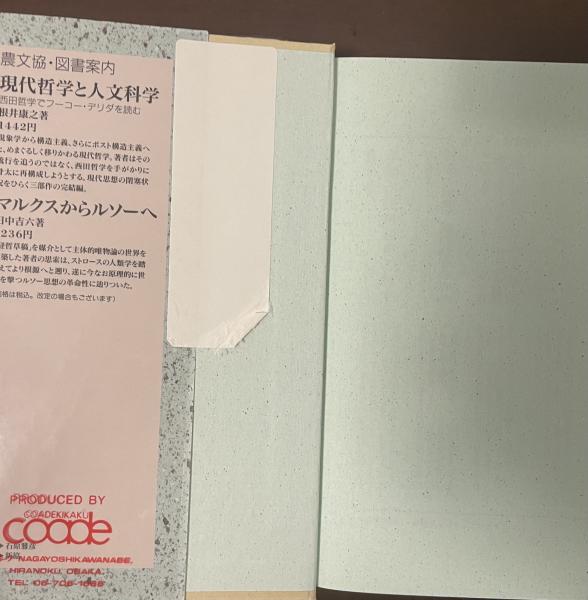 農文協・図書案内
現代哲学と人文科学
西田哲学でフーコー・デリダを読む
根井康之著
1442円
現象学から構造主義、さらにポスト構造主義へ
と、めまぐるしく移りかわる現代哲学。著者はその
流行を追うのではなく、西田哲学を手がかりに
十太に再構成しようとする。現代思想の閉塞状
況をひらく三部作の完結編。
マルクスからルソーへ
田中吉六著
236円
経哲草稿』を媒介として主体的唯物論の世界を
築した著者の思索は、ストロースの人類学を踏
えてより根源へと遡り、遂に今なお原理的に世
を撃つルソー思想の革命性に辿りついた。
格は税込。改定の場合もございます)
PRODUCED BY
COADEKIKAKU
coade
石原雅彦
NAGAYOSHIKAWANABE,
HIRANOKU, OSAKA,
TEL 06-706-1